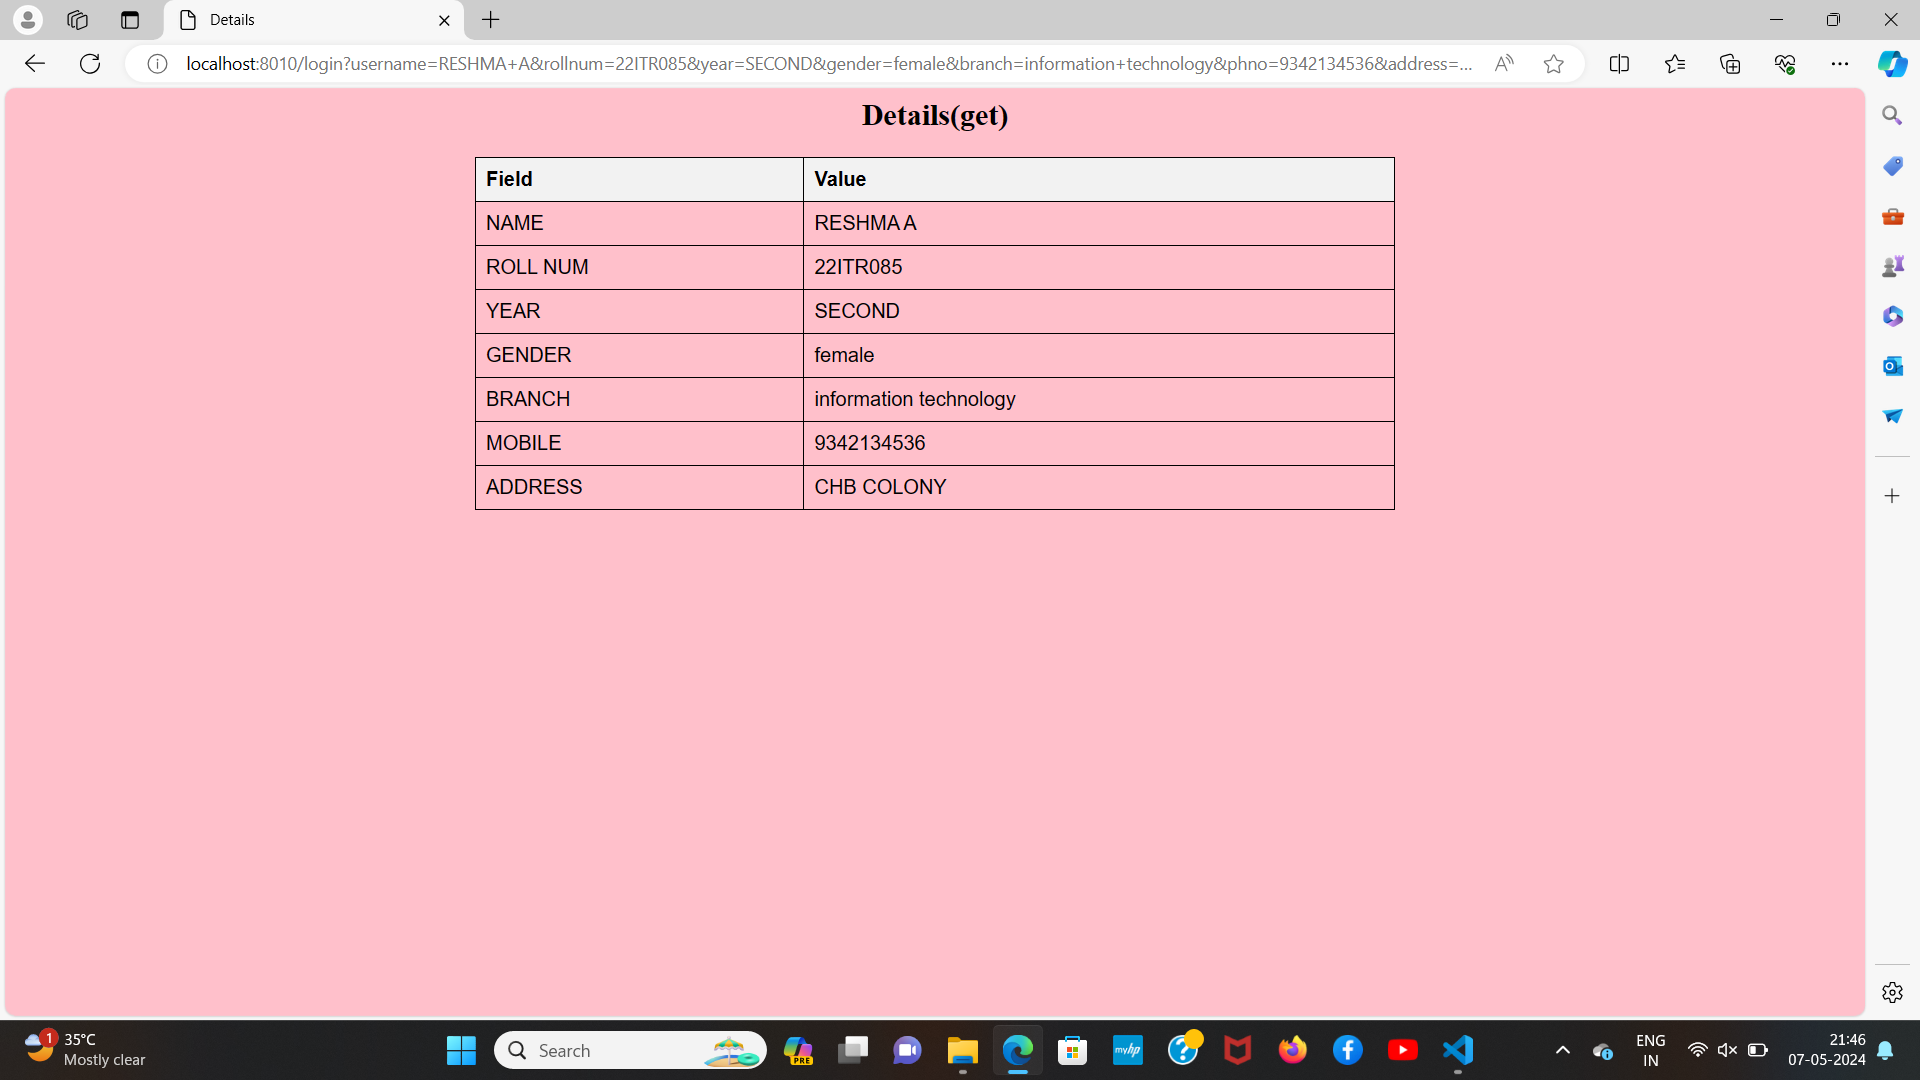 Details
localhost:8010/login?username=RESHMA+A&rollnum=22ITR085&year=SECOND&gender=female&branch=information+technology&phno=9342134536&address=...
Details(get)
Field Value
NAME RESHMA A
ROLL NUM 22ITR085
YEAR SECOND
GENDER female
BRANCH information technology
MOBILE 9342134536
ADDRESS CHB COLONY
1
35°C
Mostly clear
Search
PRE
myhp
ENG
IN
21:46
07-05-2024